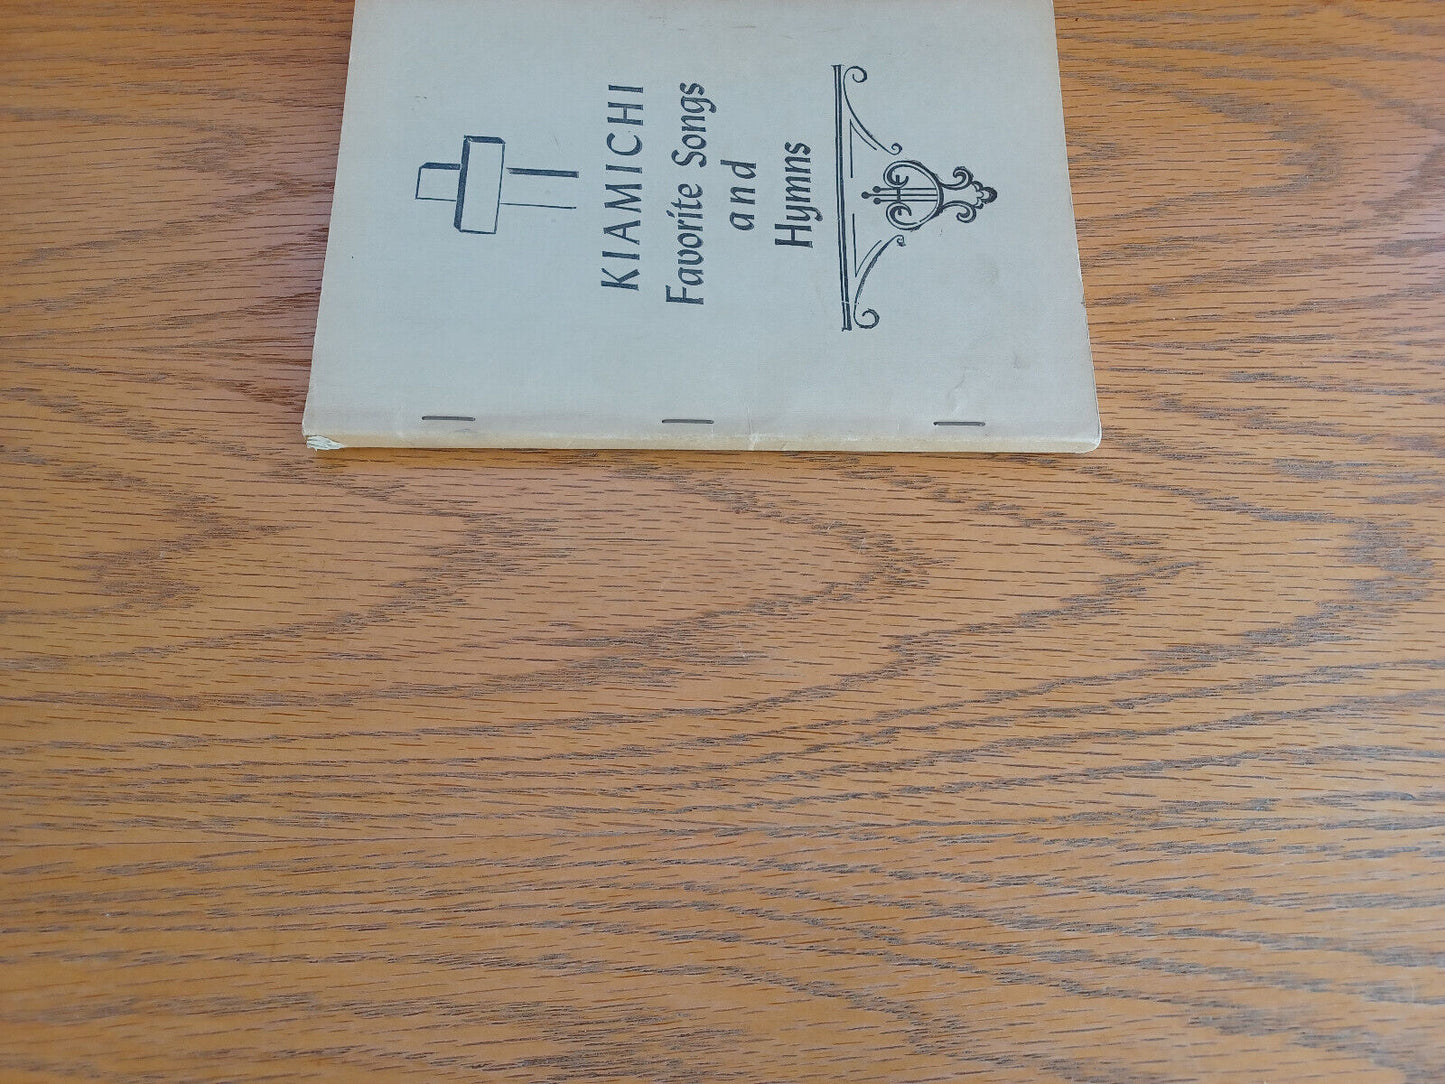 KIAMICHI
Favorite Songs
and
Hymns